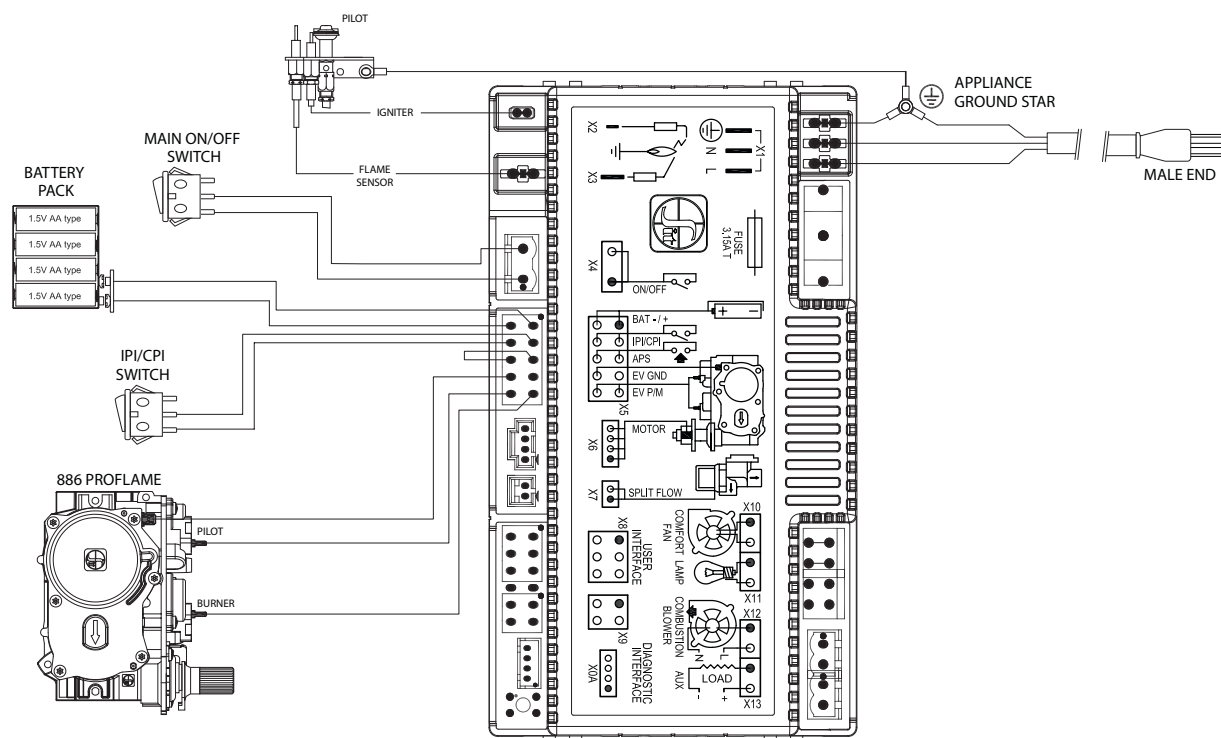 PILOT
IGNITER
FLAME
SENSOR
MAIN ON/OFF
SWITCH
BATTERY
PACK
1.5V AA type
1.5V AA type
1.5V AA type
1.5V AA type
IPI/CPI
SWITCH
886 PROFLAME
PILOT
BURNER
X2
X3
N
L
X1
FUSE
3,15A T
X4
ON/OFF
+ −
BAT - / +
IPI/CPI
APS
EV GND
EV P/M
X5
X6
MOTOR
X7
SPLIT FLOW
X8
USER
INTERFACE
X9
DIAGNOSTIC
INTERFACE
X0A
COMFORT
FAN
X10
LAMP
X11
COMBUSTION
BLOWER
N
L
X12
AUX
LOAD
- +
X13
APPLIANCE
GROUND STAR
MALE END